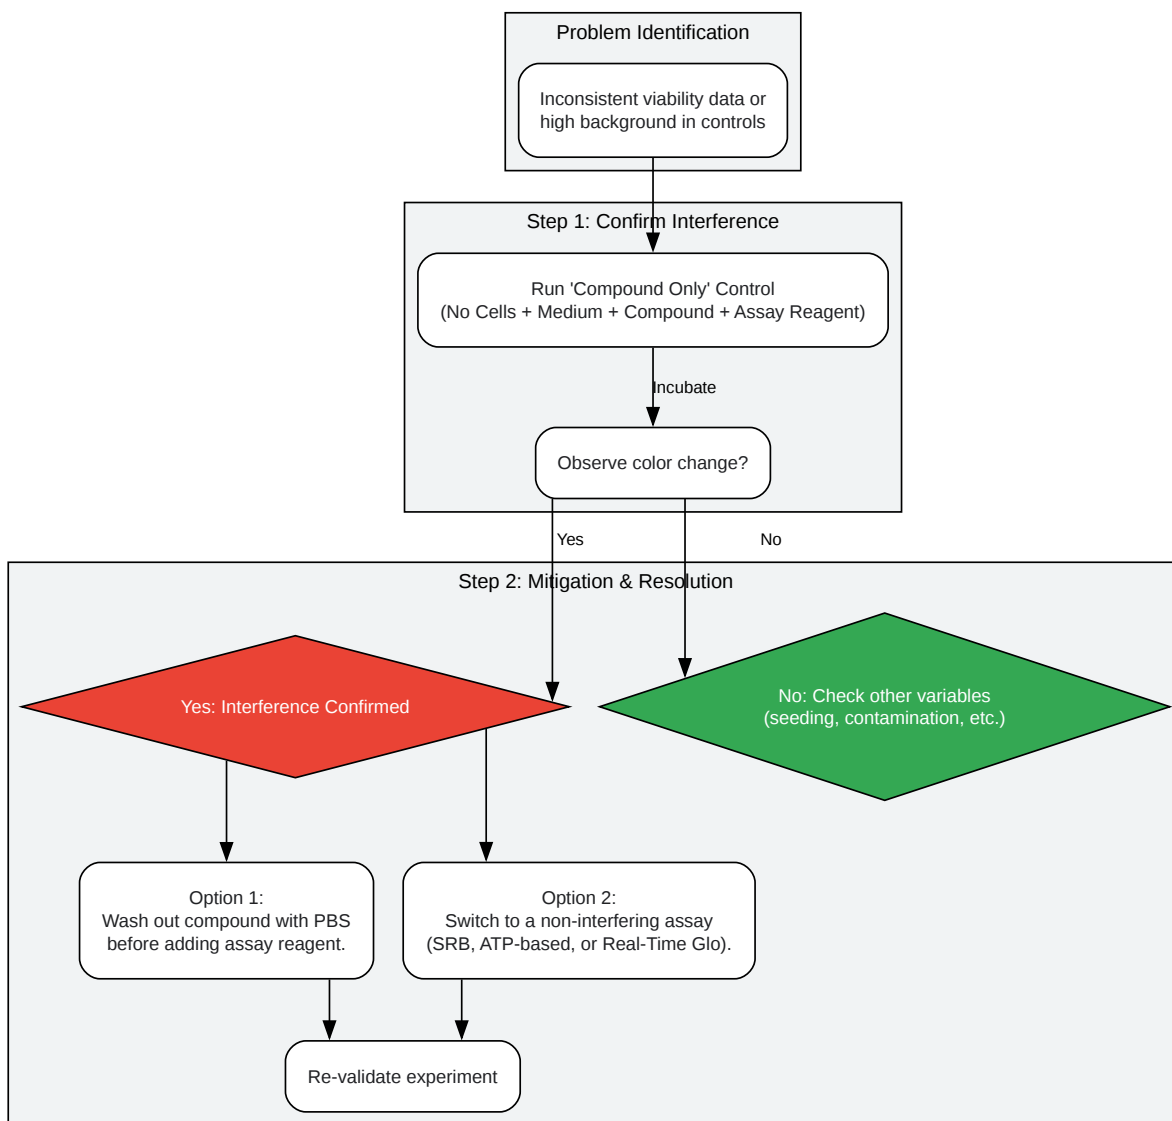 Problem Identification
Inconsistent viability data or
high background in controls
Step 1: Confirm Interference
Run 'Compound Only' Control
(No Cells + Medium + Compound + Assay Reagent)
Incubate
Observe color change?
Yes
No
Step 2: Mitigation & Resolution
Yes: Interference Confirmed
No: Check other variables
(seeding, contamination, etc.)
Option 1:
Wash out compound with PBS
before adding assay reagent.
Option 2:
Switch to a non-interfering assay
(SRB, ATP-based, or Real-Time Glo).
Re-validate experiment